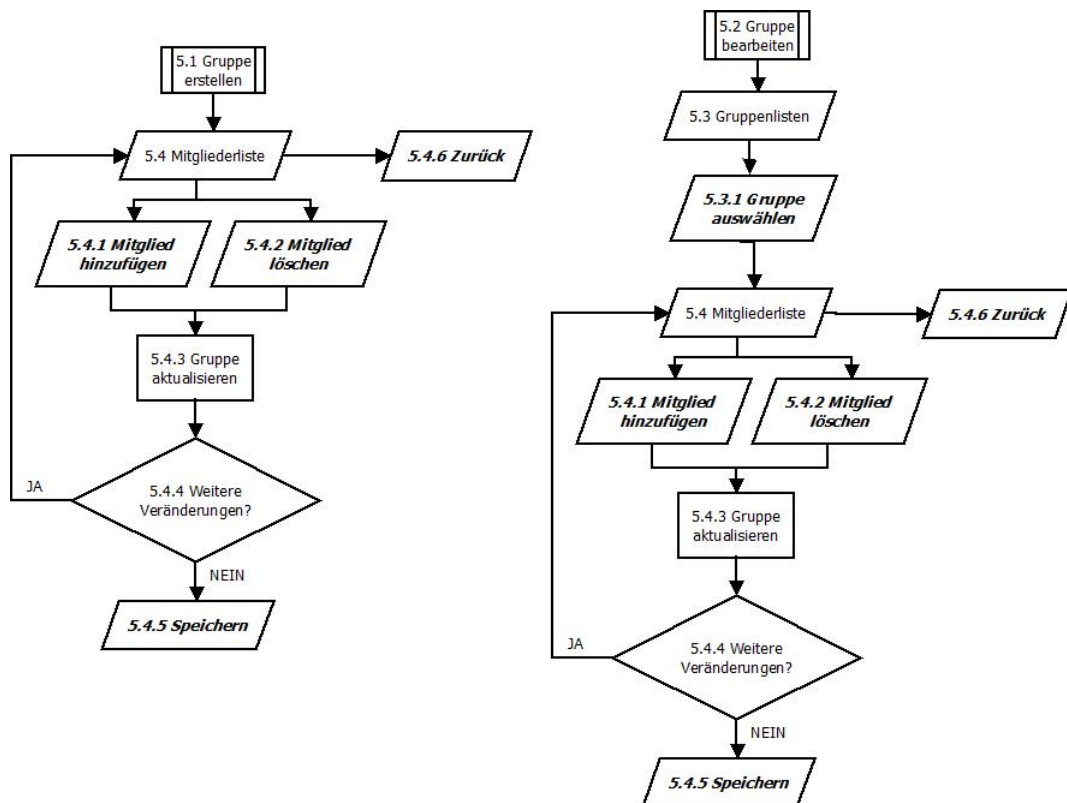 5.1 Gruppe
erstellen
5.4 Mitgliederliste
5.4.6 Zurück
5.4.1 Mitglied
hinzufügen
5.4.2 Mitglied
löschen
5.4.3 Gruppe
aktualisieren
JA
5.4.4 Weitere
Veränderungen?
NEIN
5.4.5 Speichern
5.2 Gruppe
bearbeiten
5.3 Gruppenlisten
5.3.1 Gruppe
auswählen
5.4 Mitgliederliste
5.4.6 Zurück
5.4.1 Mitglied
hinzufügen
5.4.2 Mitglied
löschen
5.4.3 Gruppe
aktualisieren
JA
5.4.4 Weitere
Veränderungen?
NEIN
5.4.5 Speichern